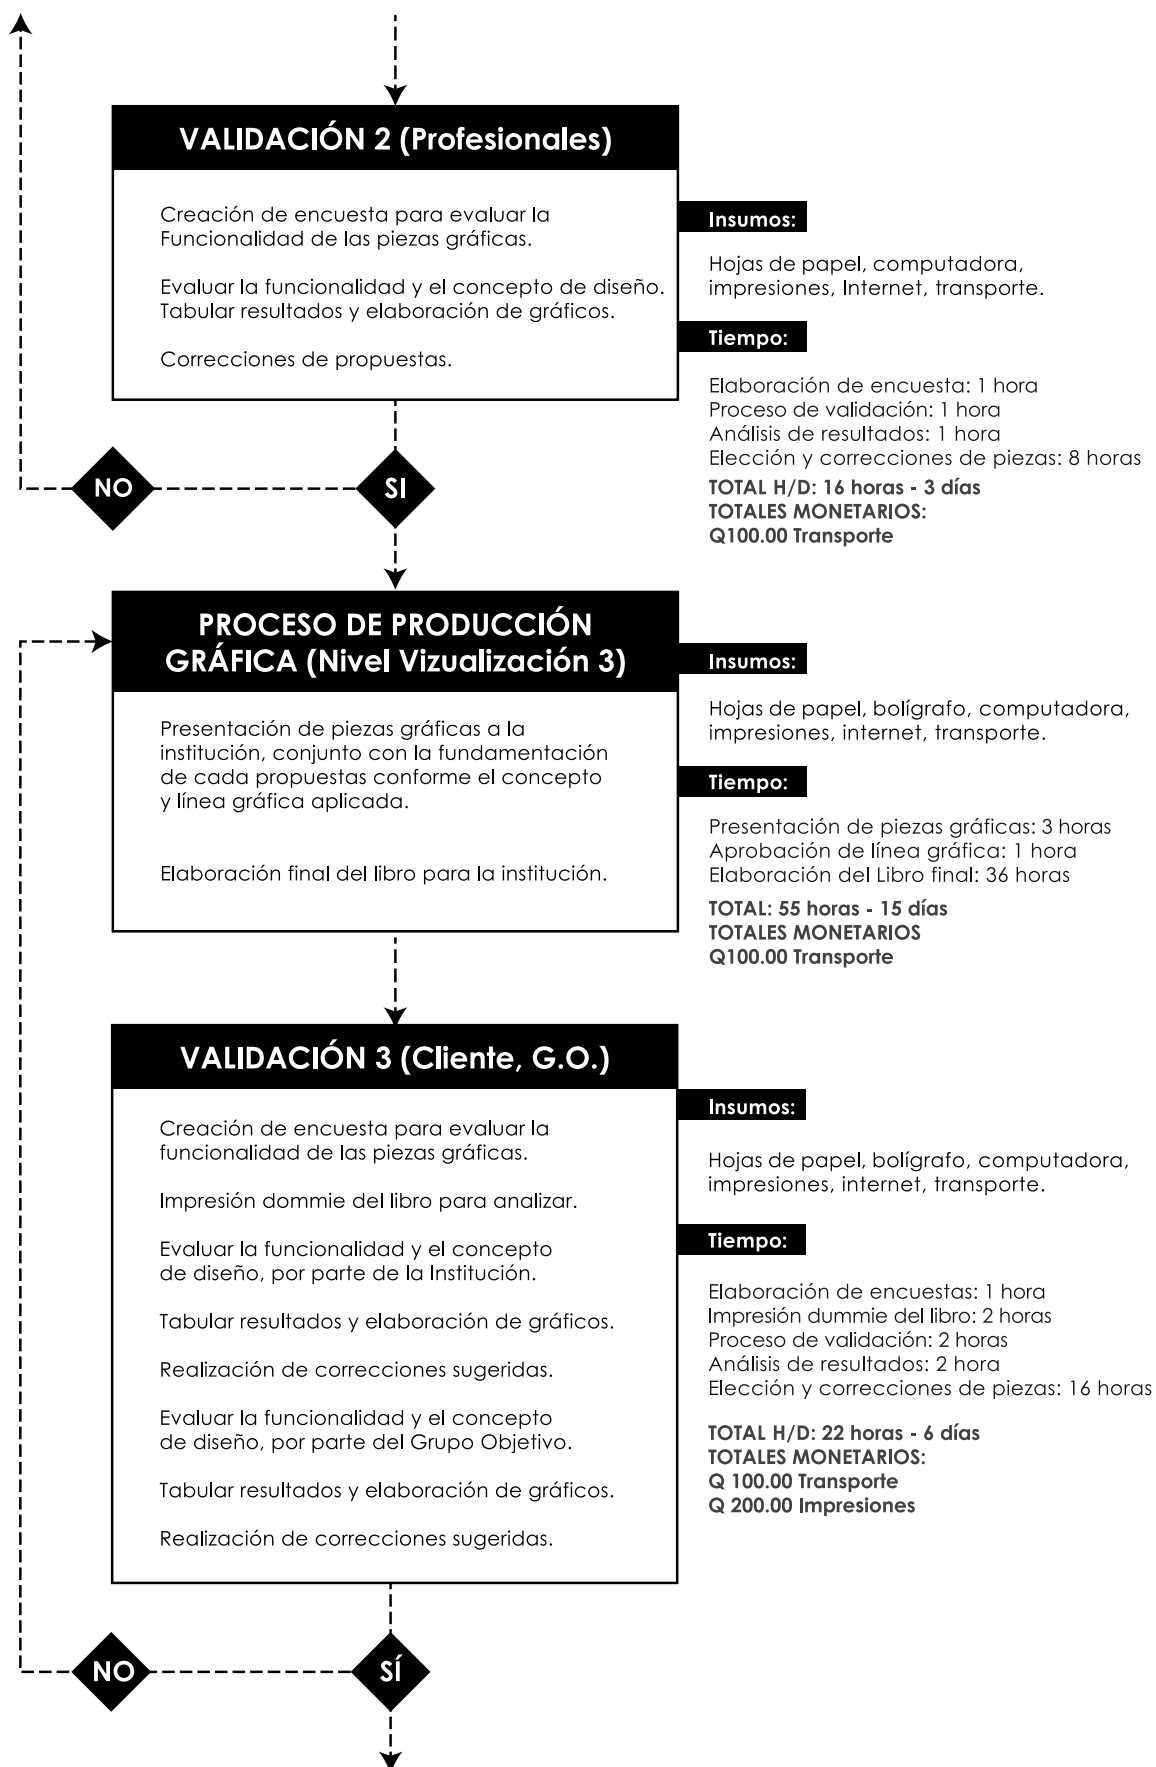 VALIDACIÓN 2 (Profesionales)
Creación de encuesta para evaluar la
Funcionalidad de las piezas gráficas.
Evaluar la funcionalidad y el concepto de diseño.
Tabular resultados y elaboración de gráficos.
Correcciones de propuestas.
Insumos:
Hojas de papel, computadora,
impresiones, Internet, transporte.
Tiempo:
Elaboración de encuesta: 1 hora
Proceso de validación: 1 hora
Análisis de resultados: 1 hora
Elección y correcciones de piezas: 8 horas
TOTAL H/D: 16 horas - 3 días
TOTALES MONETARIOS:
Q100.00 Transporte
NO
SI
PROCESO DE PRODUCCIÓN
GRÁFICA (Nivel Vizualización 3)
Presentación de piezas gráficas a la
institución, conjunto con la fundamentación
de cada propuestas conforme el concepto
y línea gráfica aplicada.
Elaboración final del libro para la institución.
Insumos:
Hojas de papel, bolígrafo, computadora,
impresiones, internet, transporte.
Tiempo:
Presentación de piezas gráficas: 3 horas
Aprobación de línea gráfica: 1 hora
Elaboración del Libro final: 36 horas
TOTAL: 55 horas - 15 días
TOTALES MONETARIOS
Q100.00 Transporte
VALIDACIÓN 3 (Cliente, G.O.)
Creación de encuesta para evaluar la
funcionalidad de las piezas gráficas.
Impresión dommie del libro para analizar.
Evaluar la funcionalidad y el concepto
de diseño, por parte de la Institución.
Tabular resultados y elaboración de gráficos.
Realización de correcciones sugeridas.
Evaluar la funcionalidad y el concepto
de diseño, por parte del Grupo Objetivo.
Tabular resultados y elaboración de gráficos.
Realización de correcciones sugeridas.
Insumos:
Hojas de papel, bolígrafo, computadora,
impresiones, internet, transporte.
Tiempo:
Elaboración de encuestas: 1 hora
Impresión dummie del libro: 2 horas
Proceso de validación: 2 horas
Análisis de resultados: 2 hora
Elección y correcciones de piezas: 16 horas
TOTAL H/D: 22 horas - 6 días
TOTALES MONETARIOS:
Q 100.00 Transporte
Q 200.00 Impresiones
NO
SÍ